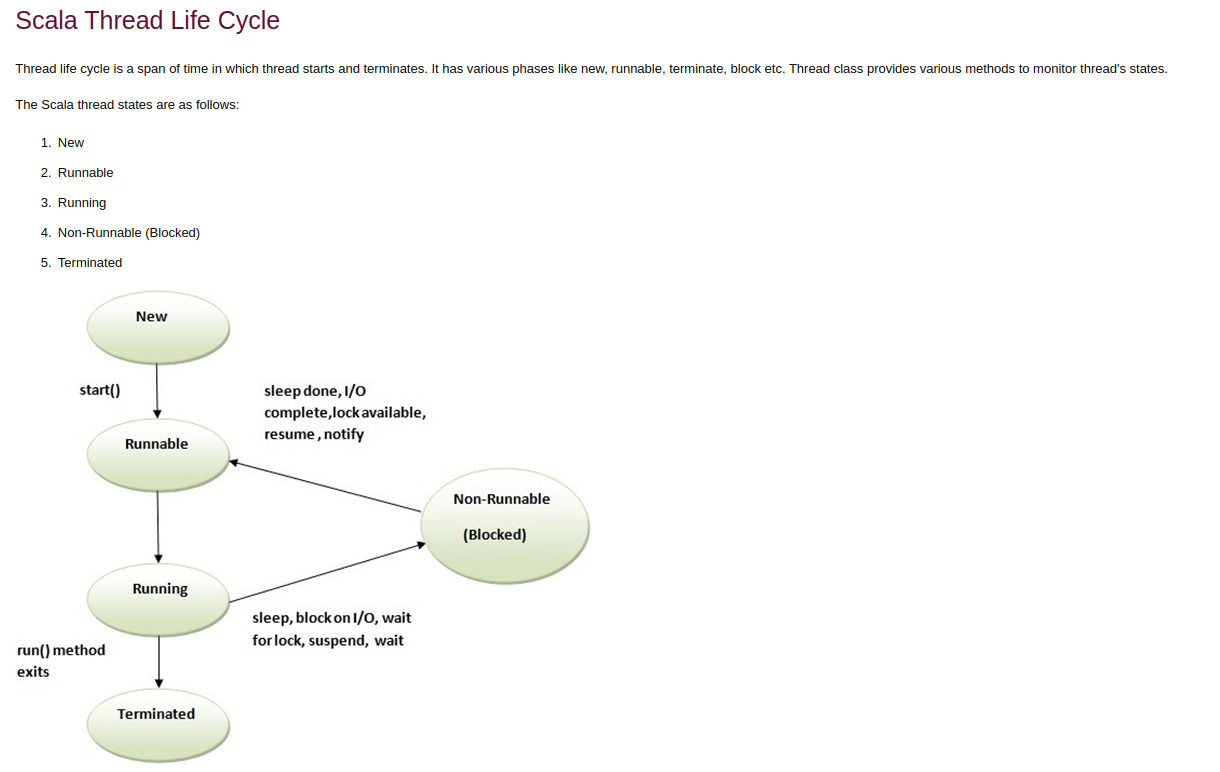 Scala Thread Life Cycle
Thread life cycle is a span of time in which thread starts and terminates. It has various phases like new, runnable, terminate, block etc. Thread class provides various methods to monitor thread's states.
The Scala thread states are as follows:
1. New
2. Runnable
3. Running
4. Non-Runnable (Blocked)
5. Terminated
New
start()
sleep done, I/O
complete,lock available,
resume , notify
Runnable
Non-Runnable
(Blocked)
Running
sleep, block on I/O, wait
for lock, suspend, wait
run() method
exits
Terminated